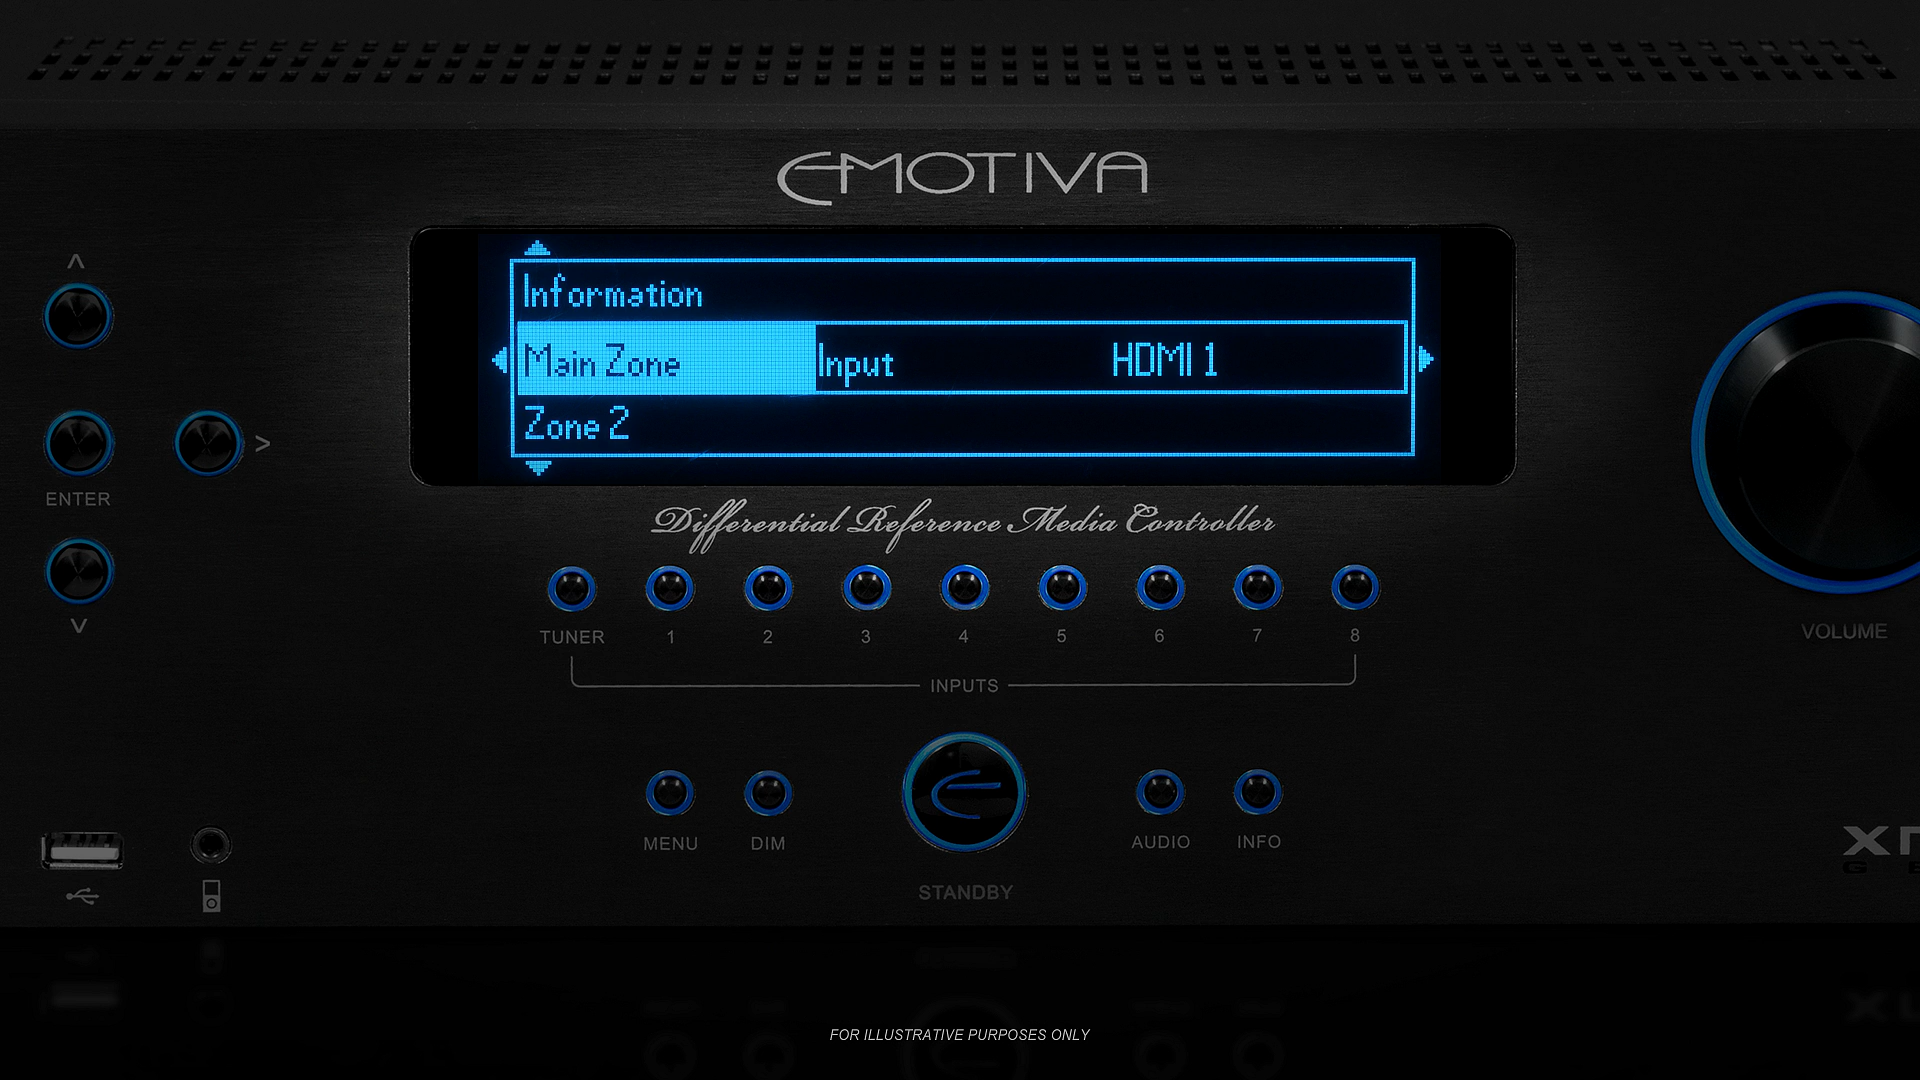 EMOTIVA
Information
Main Zone Input HDMI 1
Zone 2
ENTER
Differential Reference Media Controller
TUNER 1 2 3 4 5 6 7 8
INPUTS
VOLUME
MENU DIM AUDIO INFO
STANDBY
FOR ILLUSTRATIVE PURPOSES ONLY